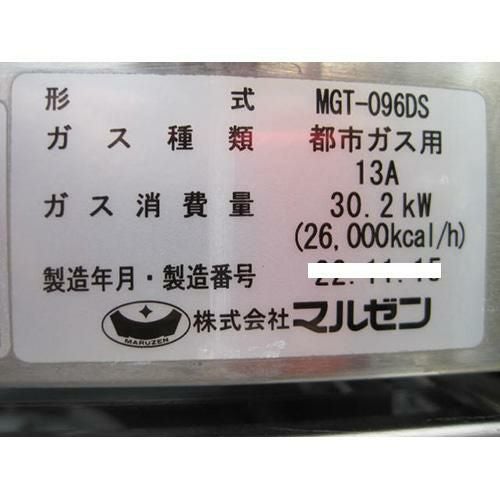 形式 MGT-096DS
ガス種類 都市ガス用
13A
ガス消費量 30.2kW
(26,000kcal/h)
製造年月・製造番号
MARUZEN 株式会社 マルゼン